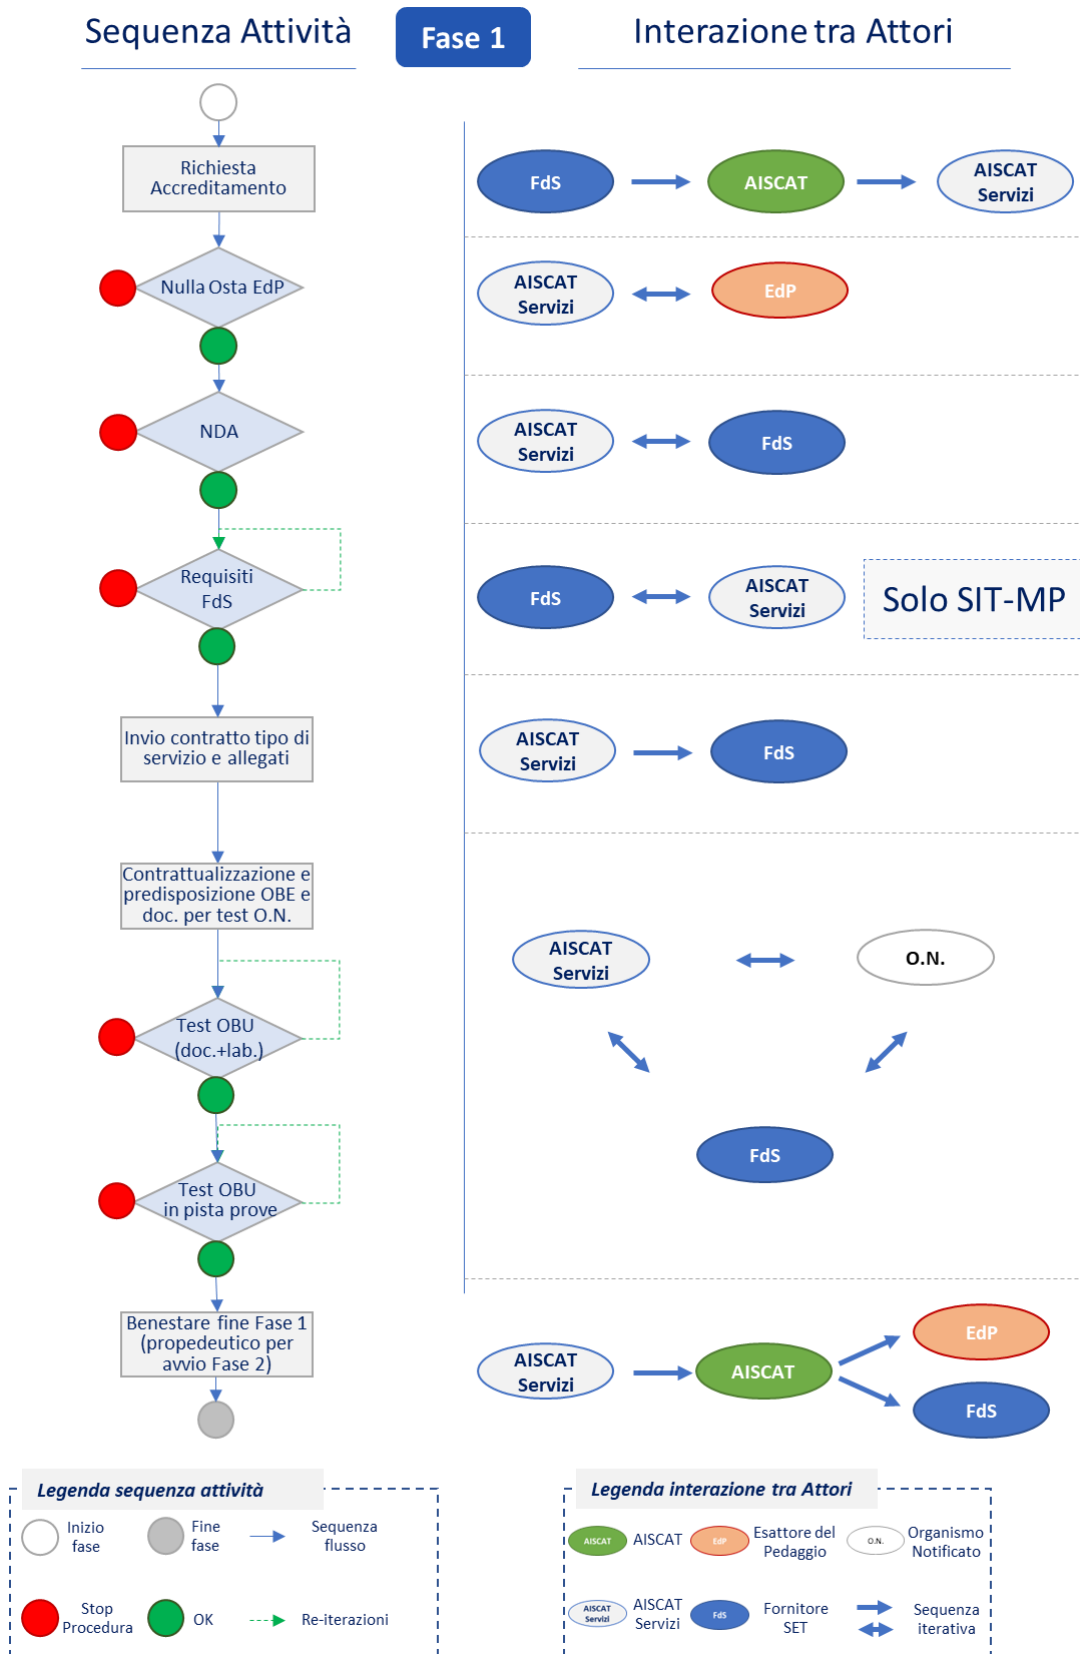 Sequenza Attività
Fase 1
Interazione tra Attori
Richiesta
Accreditamento
FdS
AISCAT
AISCAT
Servizi
Nulla Osta EdP
AISCAT
Servizi
EdP
NDA
AISCAT
Servizi
FdS
Requisiti
FdS
FdS
AISCAT
Servizi
Solo SIT-MP
Invio contratto tipo di
servizio e allegati
AISCAT
Servizi
FdS
Contrattualizzazione e
predisposizione OBE e
doc. per test O.N.
AISCAT
Servizi
O.N.
Test OBU
(doc.+lab.)
FdS
Test OBU
in pista prove
Benestare fine Fase 1
(propedeutico per
avvio Fase 2)
AISCAT
Servizi
AISCAT
EdP
FdS
Legenda sequenza attività
Inizio
fase
Fine
fase
Sequenza
flusso
Stop
Procedura
OK
Re-iterazioni
Legenda interazione tra Attori
AISCAT
AISCAT
EdP
Esattore del
Pedaggio
O.N.
Organismo
Notificato
AISCAT
Servizi
AISCAT
Servizi
FdS
Fornitore
SET
Sequenza
iterativa